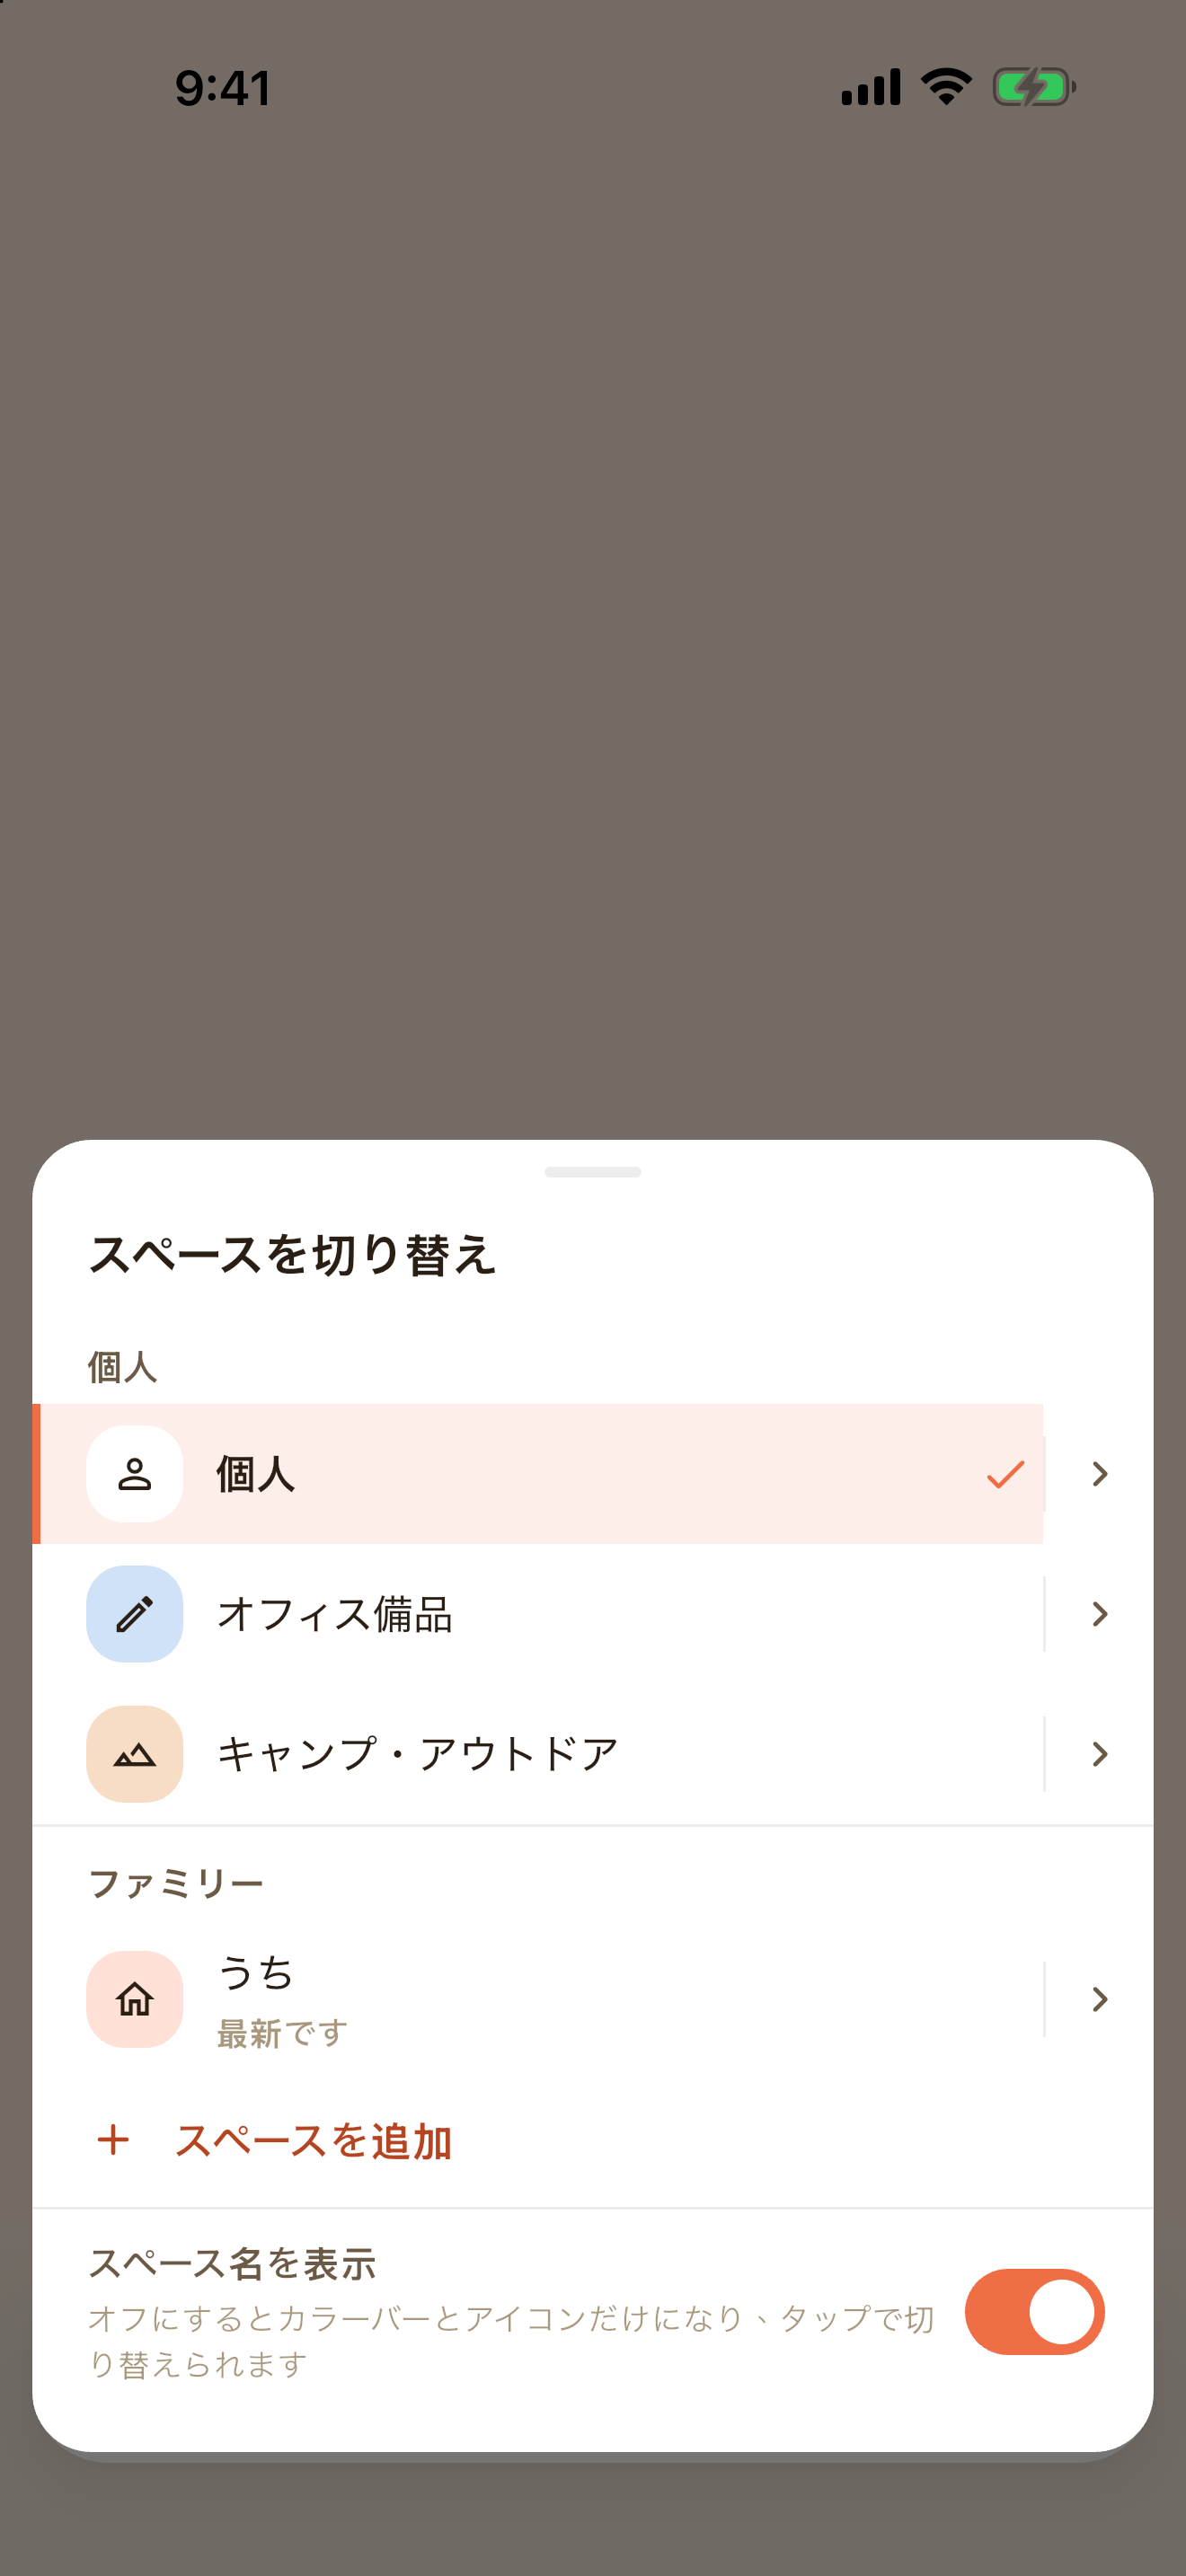 9:41
スペースを切り替え
個人
個人
オフィス備品
キャンプ・アウトドア
ファミリー
うち
最新です
スペースを追加
スペース名を表示
オフにするとカラーバーとアイコンだけになり、タップで切
り替えられます